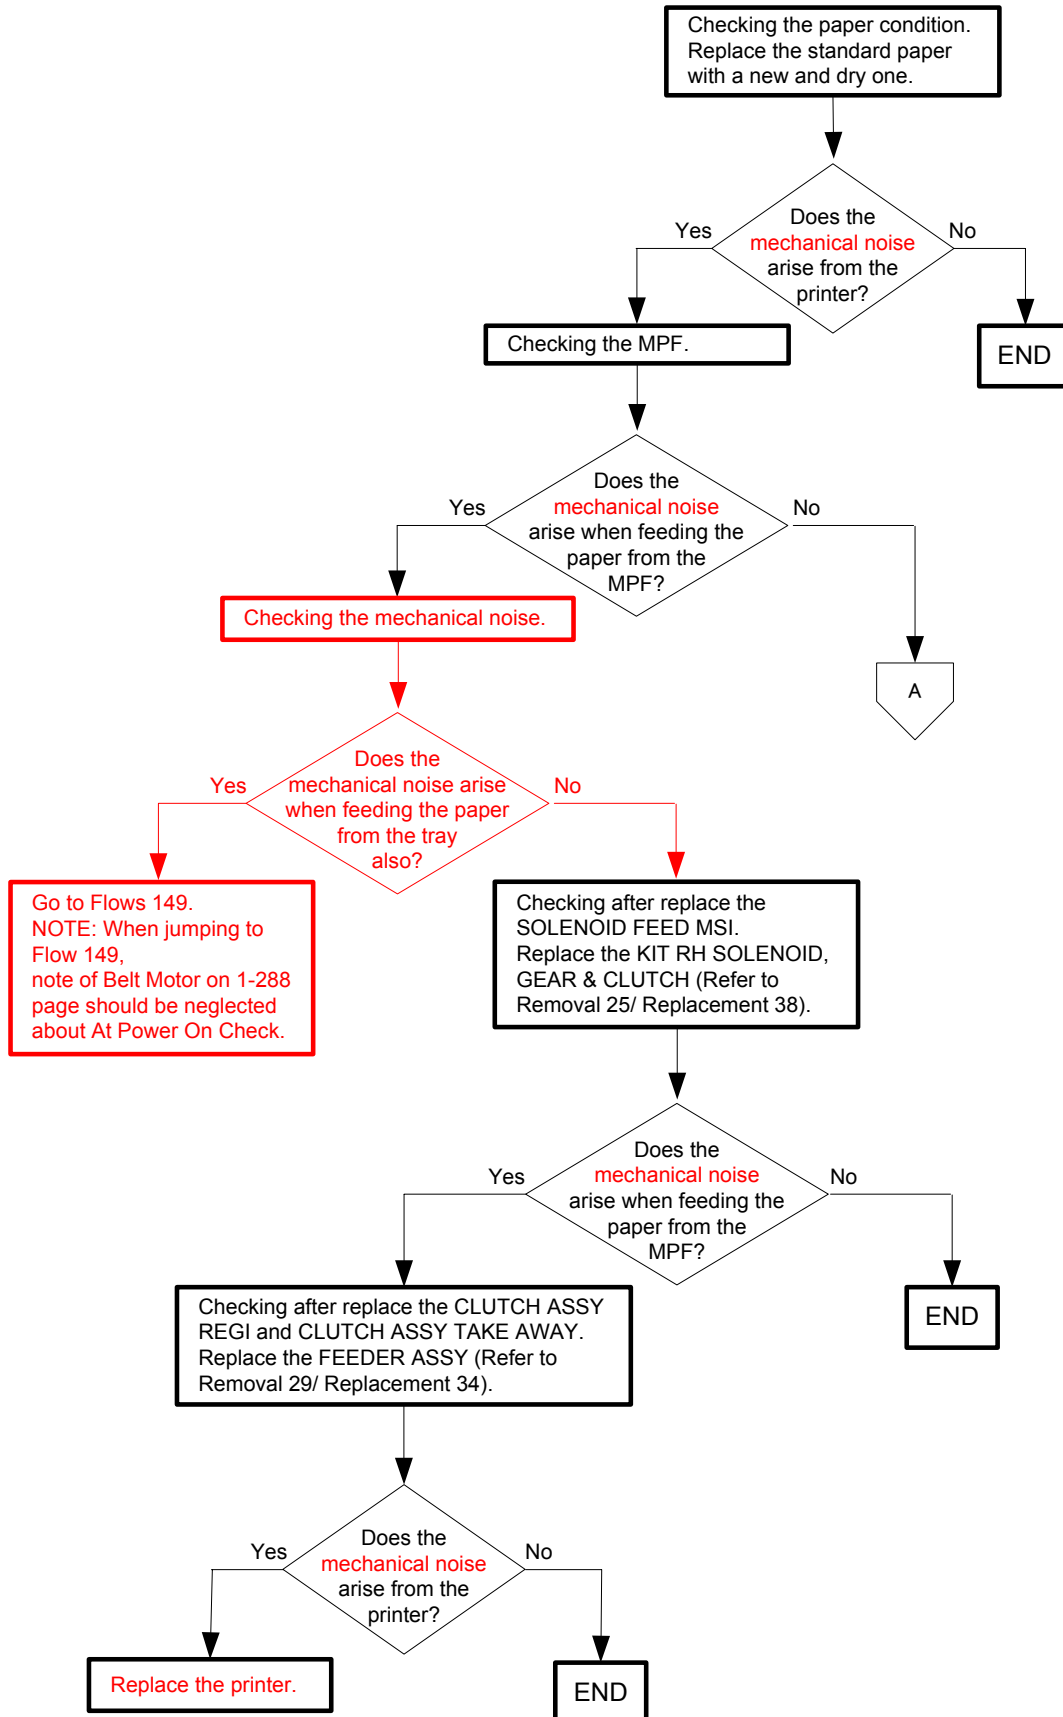 Checking the paper condition.
Replace the standard paper
with a new and dry one.
Does the
mechanical noise
arise from the
printer?
Yes
No
Checking the MPF.
END
Does the
mechanical noise
arise when feeding the
paper from the
MPF?
Yes
No
Checking the mechanical noise.
A
Does the
mechanical noise arise
when feeding the paper
from the tray
also?
Yes
No
Go to Flows 149.
NOTE: When jumping to
Flow 149,
note of Belt Motor on 1-288
page should be neglected
about At Power On Check.
Checking after replace the
SOLENOID FEED MSI.
Replace the KIT RH SOLENOID,
GEAR & CLUTCH (Refer to
Removal 25/ Replacement 38).
Does the
mechanical noise
arise when feeding the
paper from the
MPF?
Yes
No
Checking after replace the CLUTCH ASSY
REGI and CLUTCH ASSY TAKE AWAY.
Replace the FEEDER ASSY (Refer to
Removal 29/ Replacement 34).
END
Does the
mechanical noise
arise from the
printer?
Yes
No
Replace the printer.
END